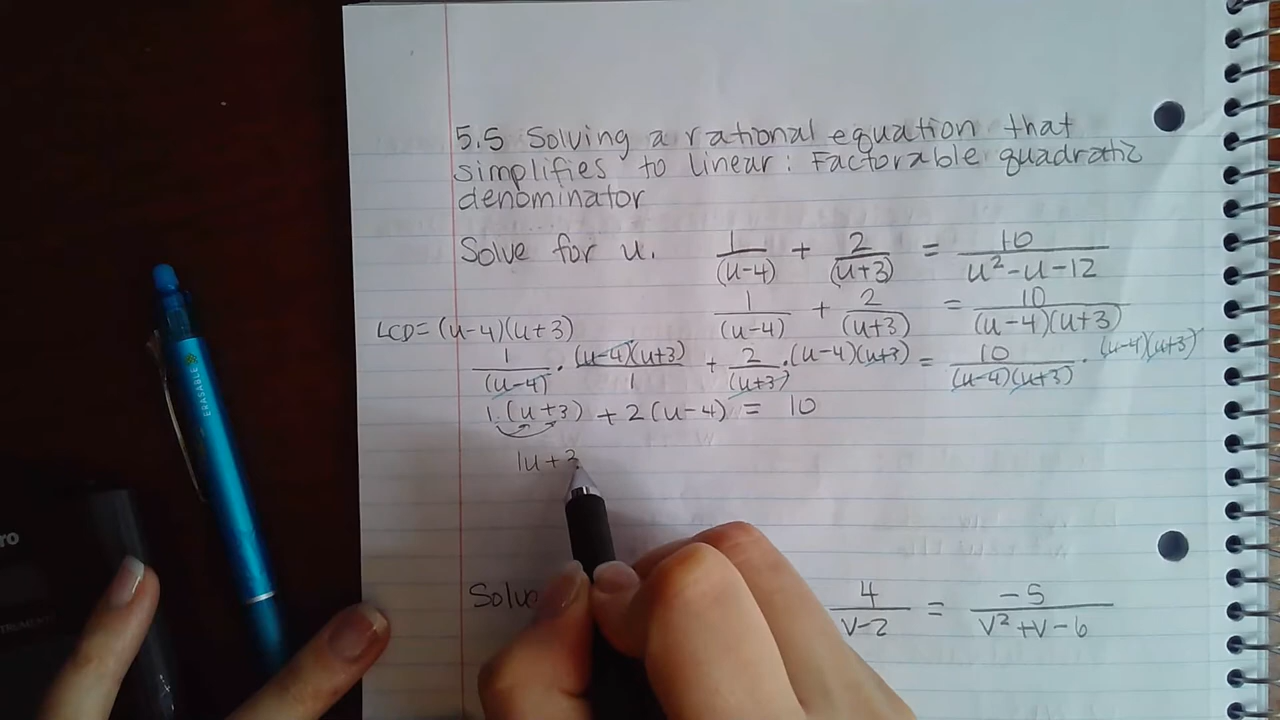 5.5 Solving a rational equation that
simplifies to linear: Factorable quadratic
denominator
Solve for u. 1/(u-4) + 2/(u+3) = 10/u²-u-12
1/(u-4) + 2/(u+3) = 10/(u-4)(u+3)
LCD=(u-4)(u+3)
1/(u-4) · (u-4)(u+3)/1 + 2/(u+3) · (u-4)(u+3) = 10/(u-4)(u+3) · (u-4)(u+3)
1·(u+3) + 2(u-4) = 10
1u+3
Solve
4/v-2 = -5/v²+v-6
ERASABLE